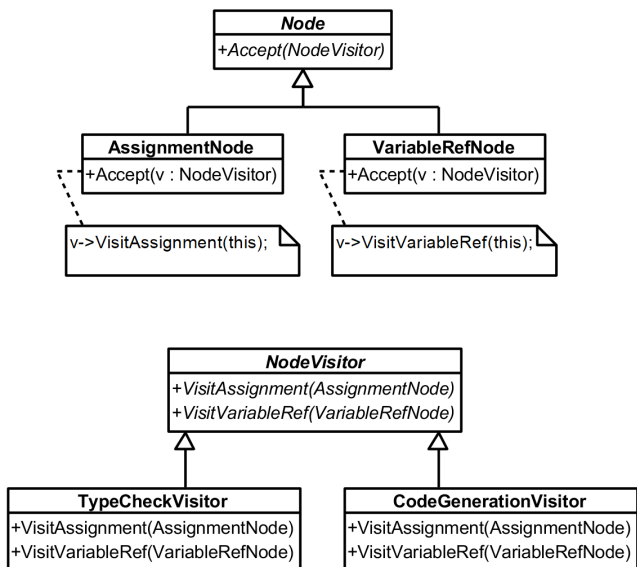 Node
+Accept(NodeVisitor)
AssignmentNode
+Accept(v : NodeVisitor)
VariableRefNode
+Accept(v : NodeVisitor)
v->VisitAssignment(this);
v->VisitVariableRef(this);
NodeVisitor
+VisitAssignment(AssignmentNode)
+VisitVariableRef(VariableRefNode)
TypeCheckVisitor
+VisitAssignment(AssignmentNode)
+VisitVariableRef(VariableRefNode)
CodeGenerationVisitor
+VisitAssignment(AssignmentNode)
+VisitVariableRef(VariableRefNode)